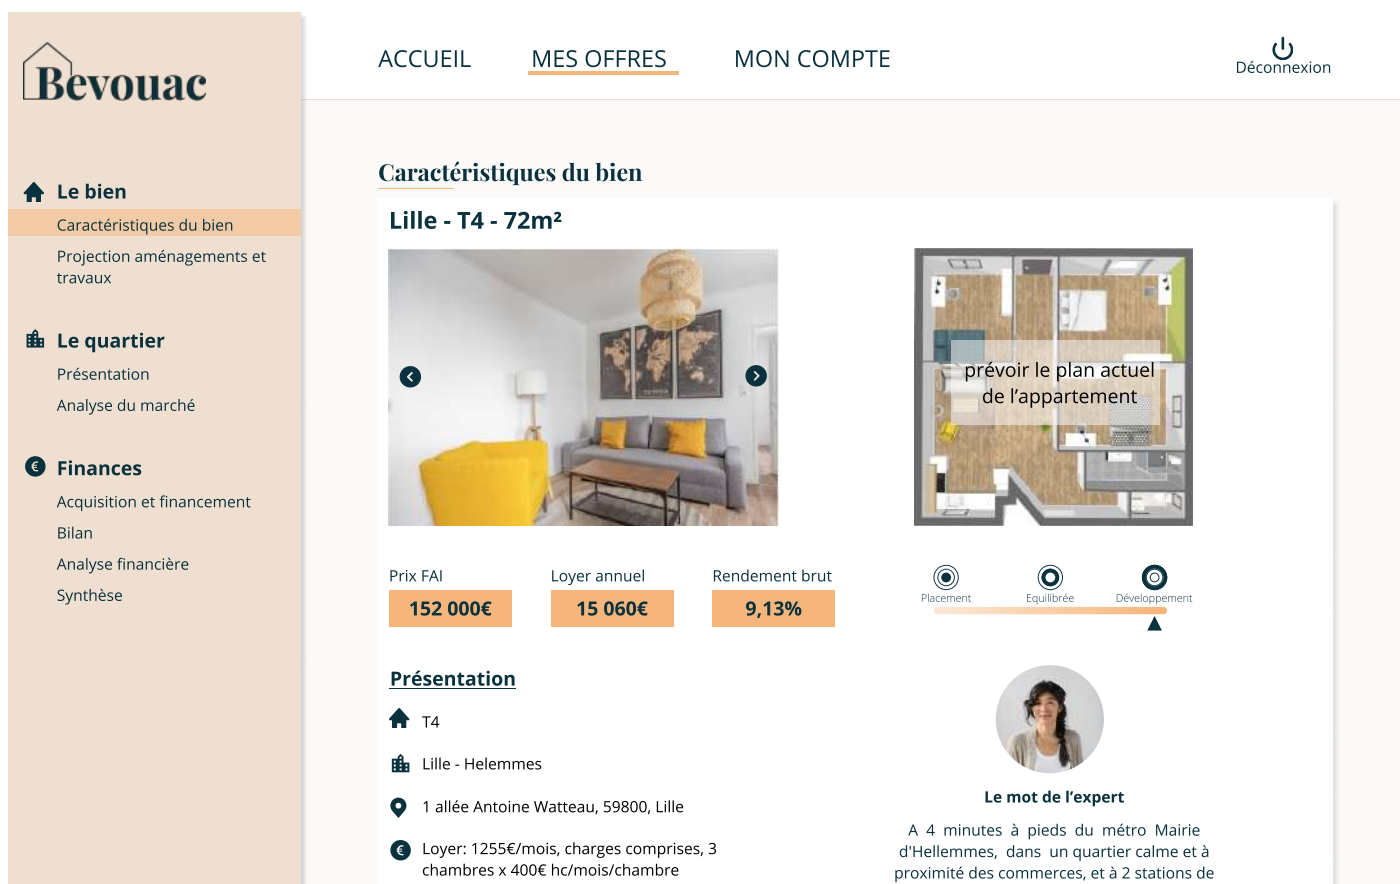 Bevouac
ACCUEIL
MES OFFRES
MON COMPTE
Déconnexion
Le bien
Caractéristiques du bien
Projection aménagements et
travaux
Le quartier
Présentation
Analyse du marché
Finances
Acquisition et financement
Bilan
Analyse financière
Synthèse
Caractéristiques du bien
Lille - T4 - 72m²
prévoir le plan actuel
de l’appartement
Prix FAI
152 000€
Loyer annuel
15 060€
Rendement brut
9,13%
Placement
Equilibrée
Développement
Présentation
T4
Lille - Helemmes
1 allée Antoine Watteau, 59800, Lille
Loyer: 1255€/mois, charges comprises, 3
chambres x 400€ hc/mois/chambre
Le mot de l’expert
A 4 minutes à pieds du métro Mairie
d'Hellemmes, dans un quartier calme et à
proximité des commerces, et à 2 stations de